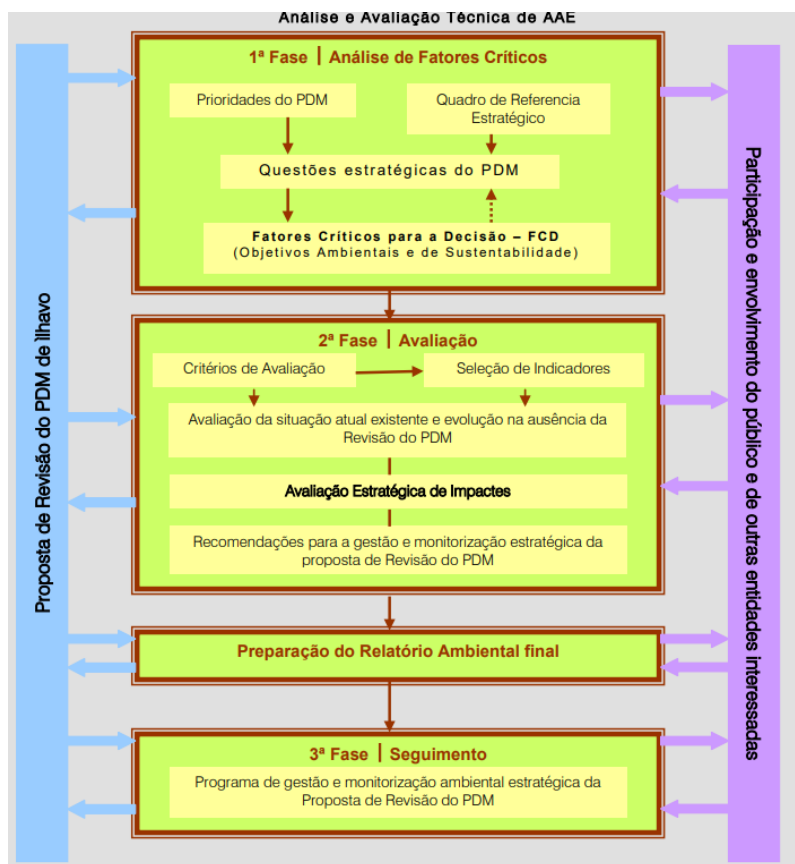 Análise e Avaliação Técnica de AAE
1ª Fase | Análise de Fatores Críticos
Prioridades do PDM
Quadro de Referencia
Estratégico
Questões estratégicas do PDM
Fatores Críticos para a Decisão – FCD
(Objetivos Ambientais e de Sustentabilidade)
2ª Fase | Avaliação
Critérios de Avaliação
Seleção de Indicadores
Avaliação da situação atual existente e evolução na ausência da
Revisão do PDM
Avaliação Estratégica de Impactes
Recomendações para a gestão e monitorização estratégica da
proposta de Revisão do PDM
Preparação do Relatório Ambiental final
3ª Fase | Seguimento
Programa de gestão e monitorização ambiental estratégica da
Proposta de Revisão do PDM
Proposta de Revisão do PDM de ílhavo
Participação e envolvimento do público e de outras entidades interessadas